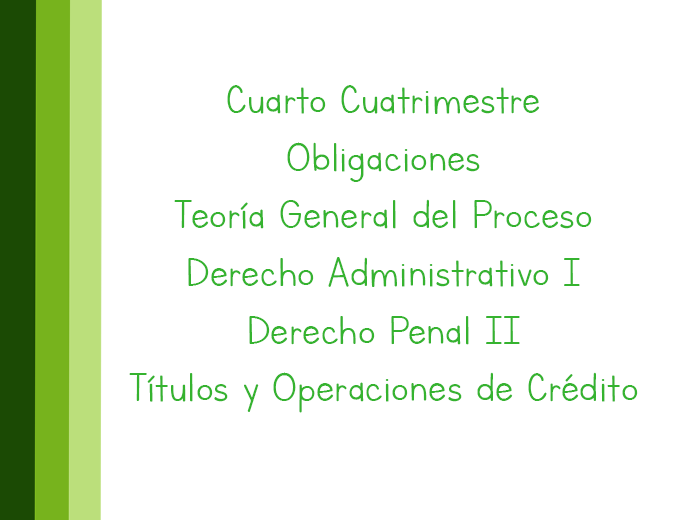 Cuarto Cuatrimestre
Obligaciones
Teoría General del Proceso
Derecho Administrativo I
Derecho Penal II
Títulos y Operaciones de Crédito